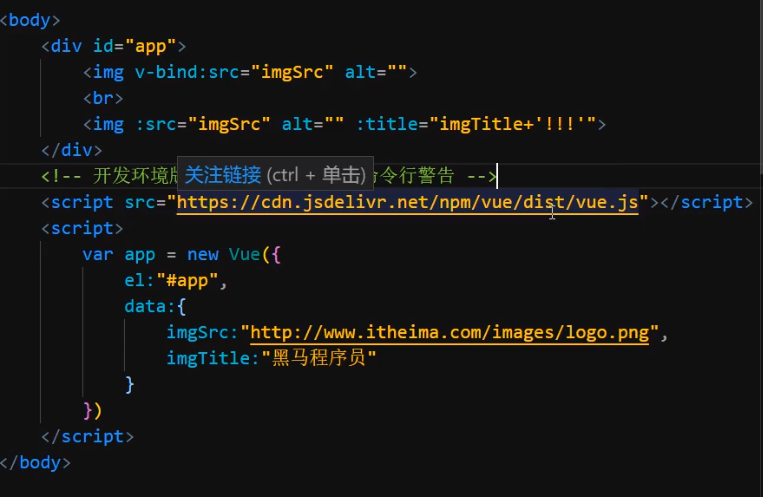 <body>
<div id="app">
<img v-bind:src="imgSrc" alt="">
<br>
<img :src="imgSrc" alt="" :title="imgTitle+'!!!'">
</div>
<!-- 开发环境 关注链接 (ctrl + 单击) 命令行警告 -->
<script src="https://cdn.jsdelivr.net/npm/vue/dist/vue.js"></script>
<script>
var app = new Vue({
el:"#app",
data:{
imgSrc:"http://www.itheima.com/images/logo.png",
imgTitle:"黑马程序员"
}
})
</script>
</body>